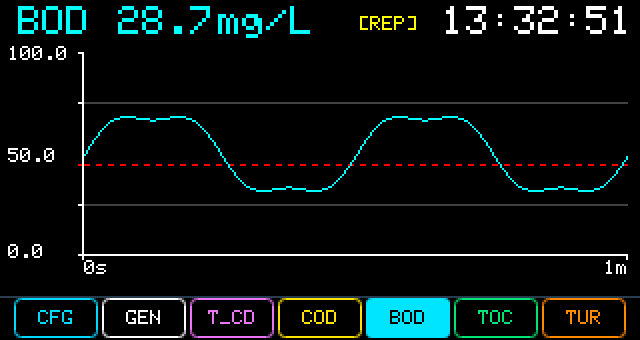 BOD 28.7mg/L [REP] 13:32:51
100.0
50.0
0.0
0s 1m
CFG GEN T_CD COD BOD TOC TUR